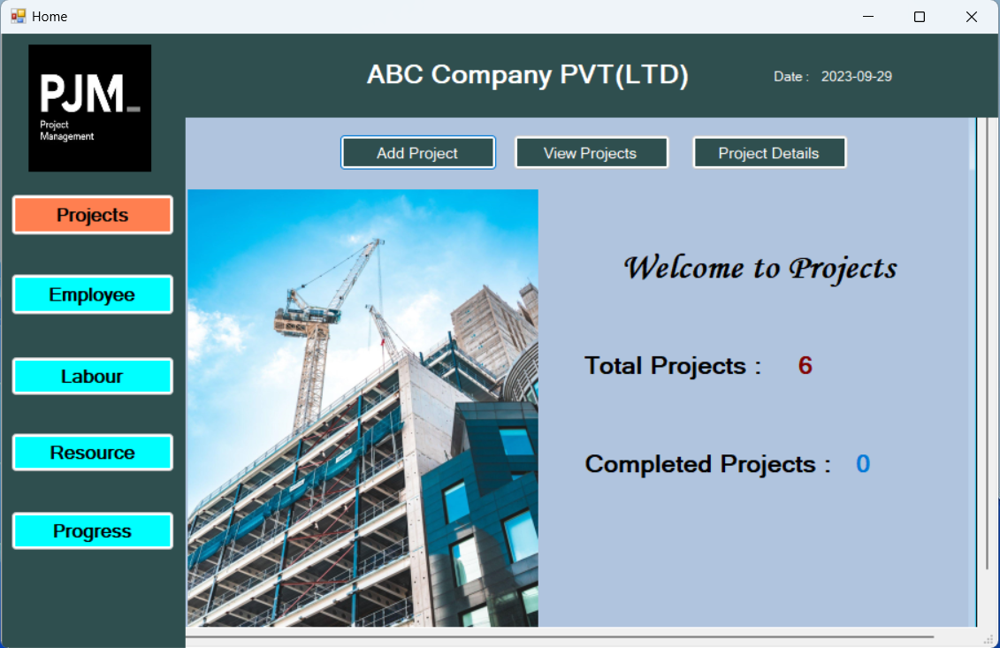 Home
PJM_
Project
Management
ABC Company PVT(LTD)
Date : 2023-09-29
Add Project
View Projects
Project Details
Projects
Employee
Labour
Resource
Progress
Welcome to Projects
Total Projects : 6
Completed Projects : 0